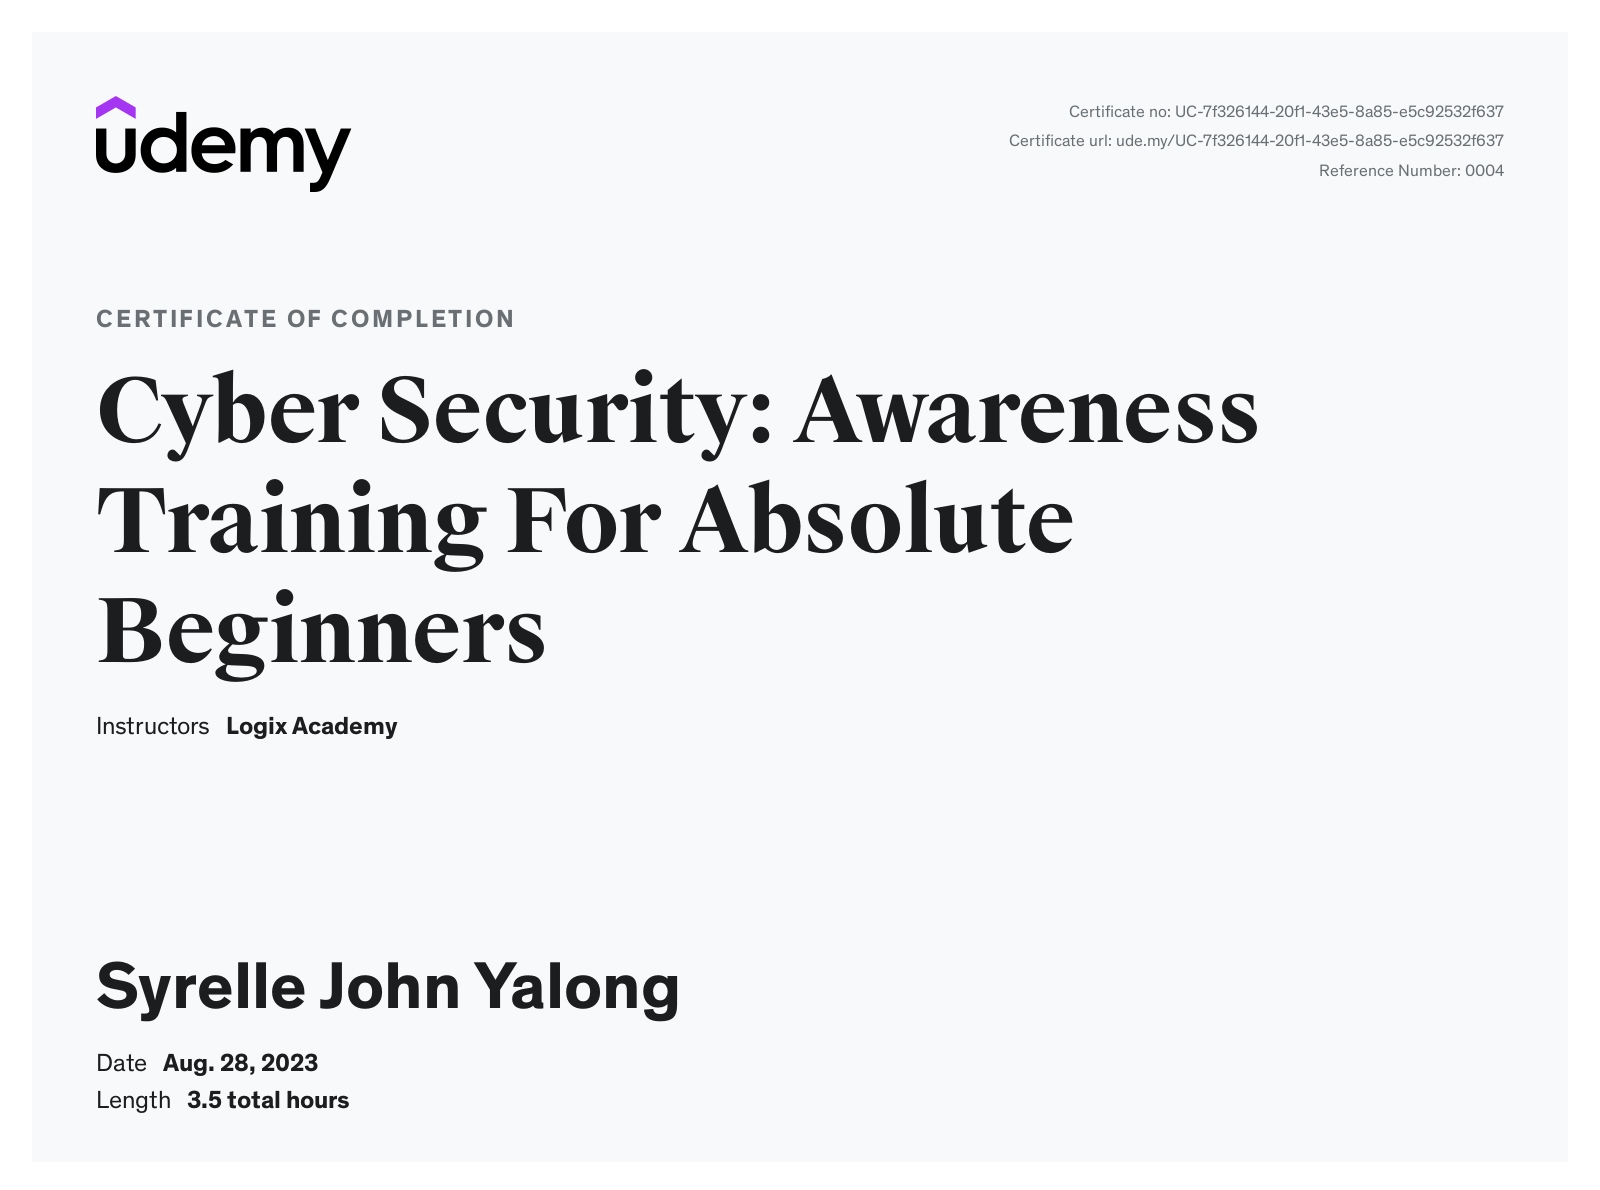 udemy
Certificate no: UC-7f326144-20f1-43e5-8a85-e5c92532f637
Certificate url: ude.my/UC-7f326144-20f1-43e5-8a85-e5c92532f637
Reference Number: 0004
CERTIFICATE OF COMPLETION
Cyber Security: Awareness
Training For Absolute
Beginners
Instructors Logix Academy
Syrelle John Yalong
Date Aug. 28, 2023
Length 3.5 total hours